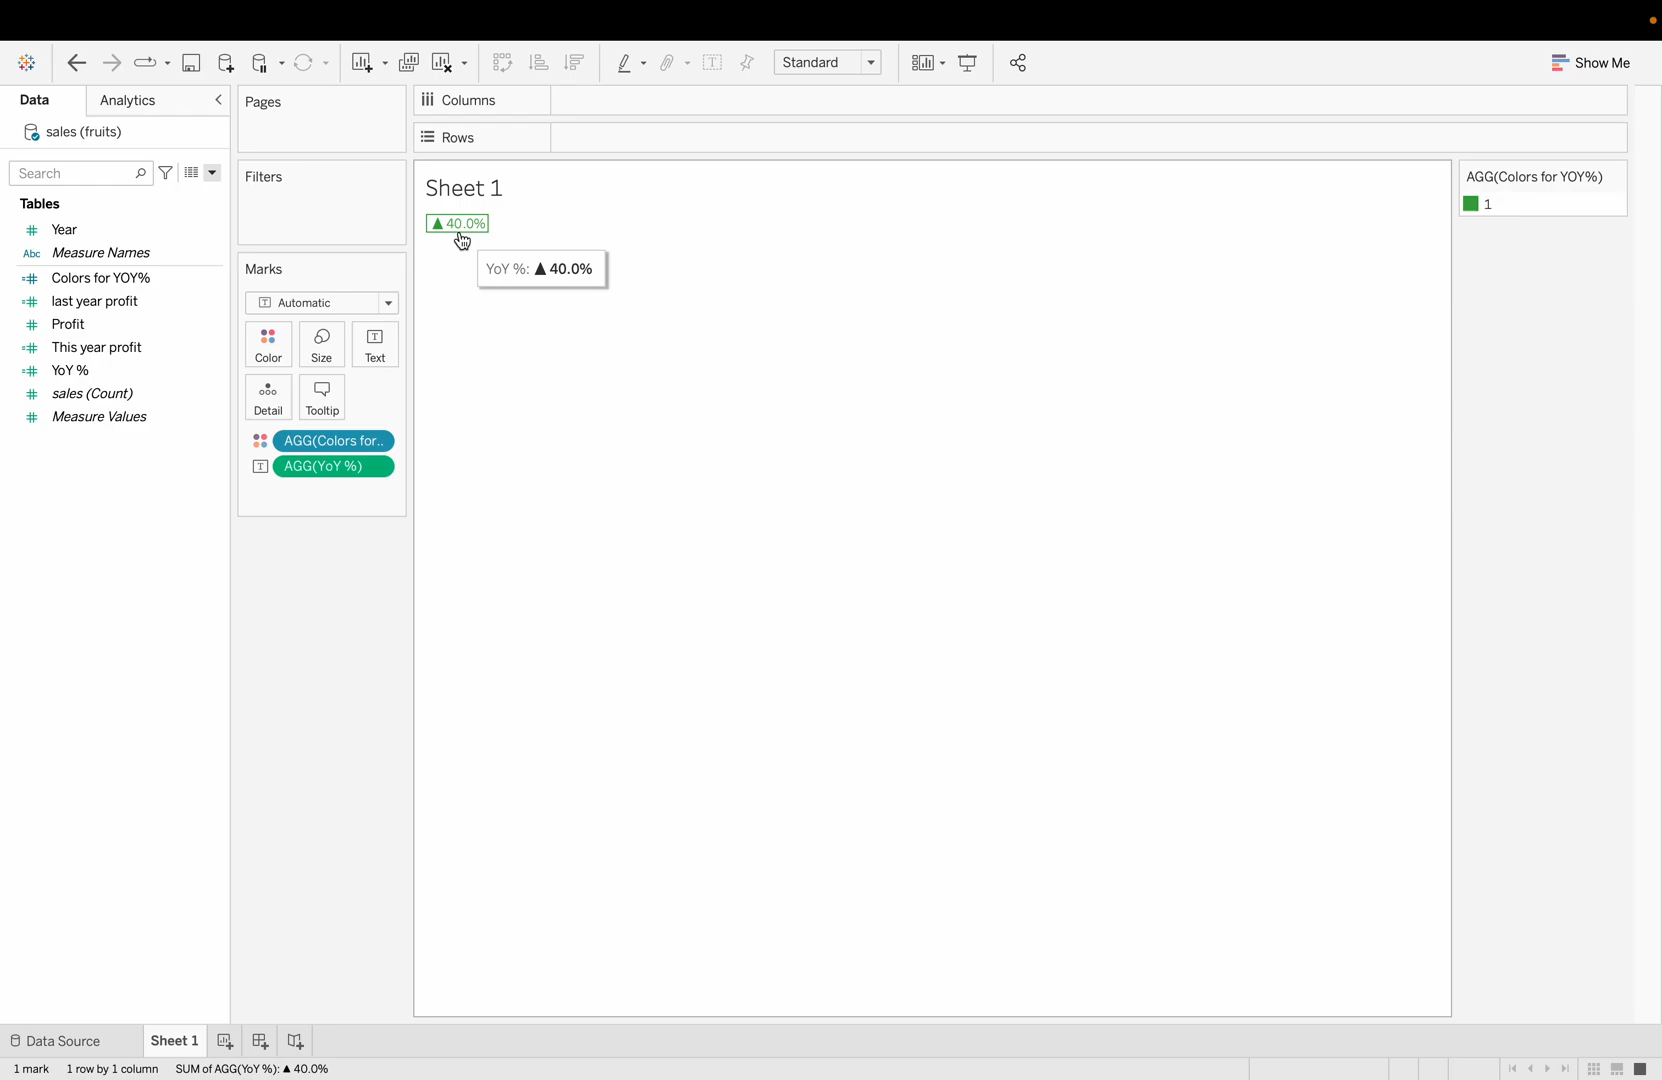 Standard
Show Me
Data
Analytics
sales (fruits)
Search
Tables
Year
Abc Measure Names
Colors for YOY%
last year profit
Profit
This year profit
YoY %
sales (Count)
Measure Values
Pages
Filters
Marks
Automatic
Color
Size
Text
Detail
Tooltip
AGG(Colors for..
AGG(YoY %)
Columns
Rows
Sheet 1
▲ 40.0%
YoY %: ▲ 40.0%
AGG(Colors for YOY%)
1
Data Source
Sheet 1
1 mark 1 row by 1 column SUM of AGG(YoY %): ▲ 40.0%